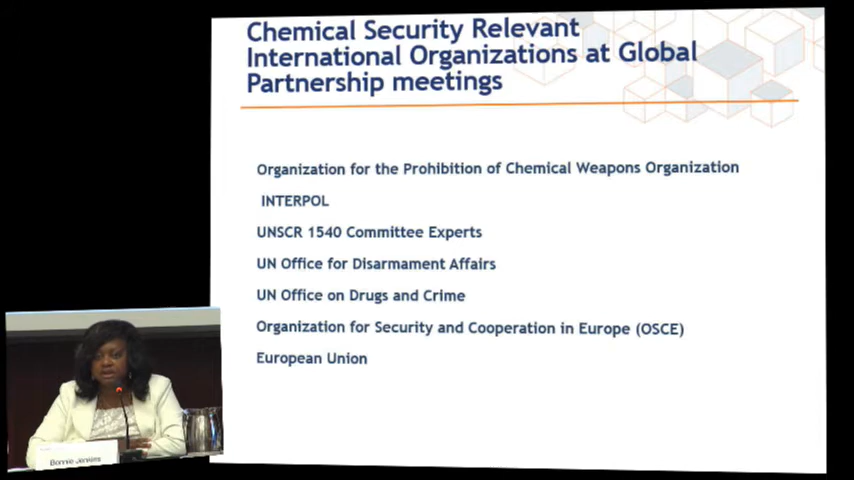 Chemical Security Relevant
International Organizations at Global
Partnership meetings
Organization for the Prohibition of Chemical Weapons Organization
INTERPOL
UNSCR 1540 Committee Experts
UN Office for Disarmament Affairs
UN Office on Drugs and Crime
Organization for Security and Cooperation in Europe (OSCE)
European Union
Bonnie Jenkins